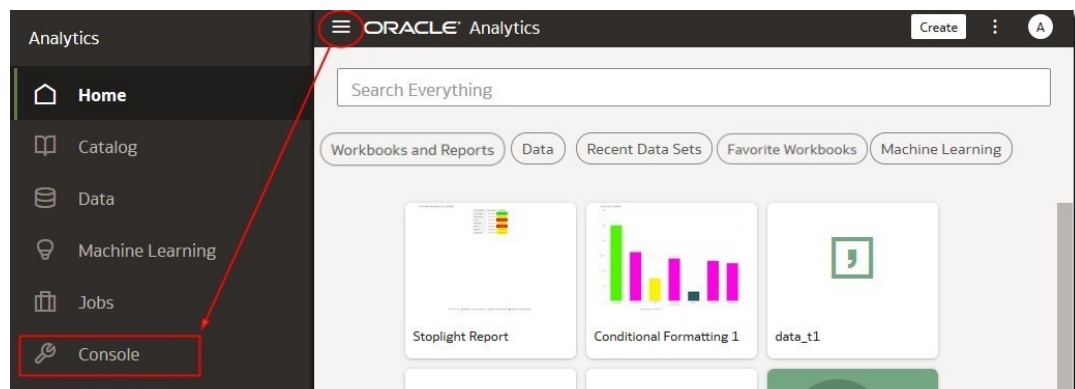 Analytics
Home
Catalog
Data
Machine Learning
Jobs
Console
ORACLE Analytics
Create
A
Search Everything
Workbooks and Reports
Data
Recent Data Sets
Favorite Workbooks
Machine Learning
Stoplight Report
Conditional Formatting 1
data_t1